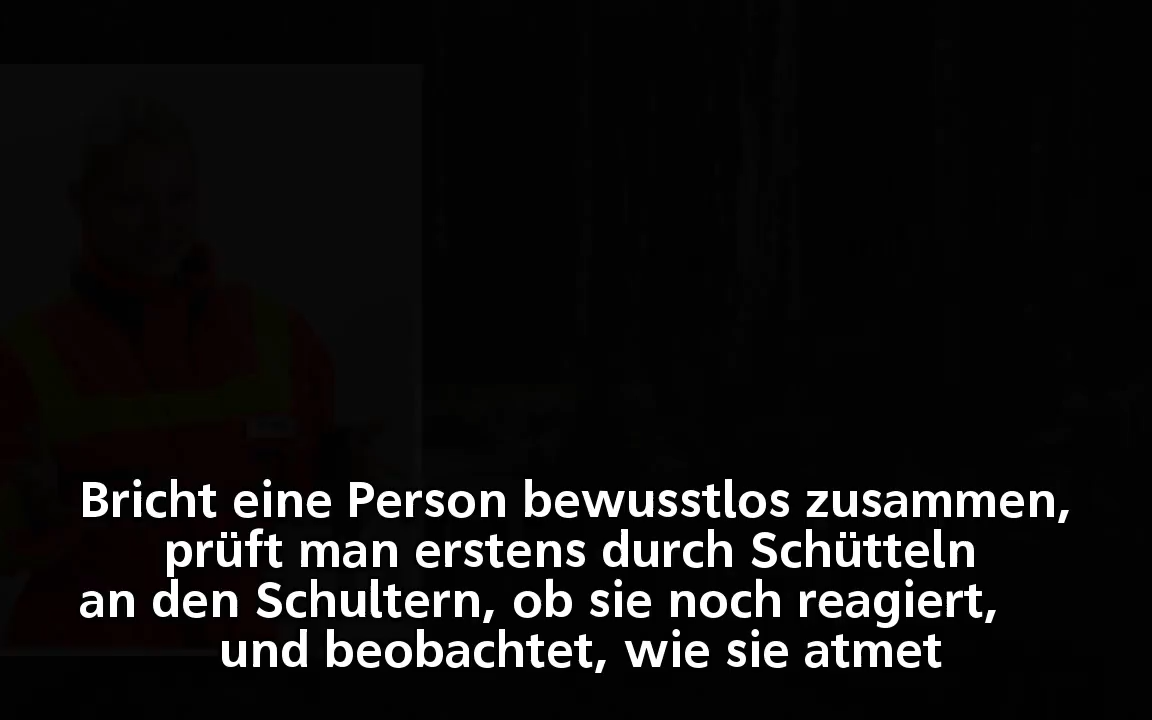 Bricht eine Person bewusstlos zusammen,
prüft man erstens durch Schütteln
an den Schultern, ob sie noch reagiert,
und beobachtet, wie sie atmet